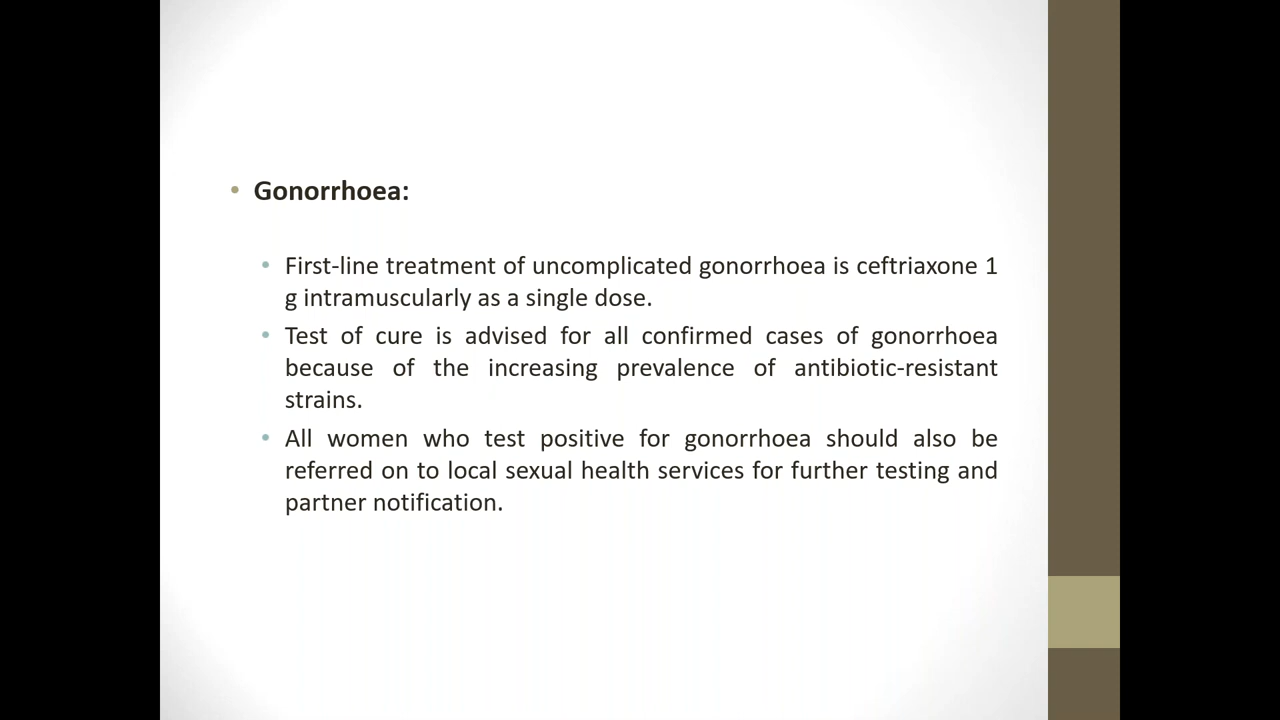 • Gonorrhoea:
• First-line treatment of uncomplicated gonorrhoea is ceftriaxone 1
g intramuscularly as a single dose.
• Test of cure is advised for all confirmed cases of gonorrhoea
because of the increasing prevalence of antibiotic-resistant
strains.
• All women who test positive for gonorrhoea should also be
referred on to local sexual health services for further testing and
partner notification.